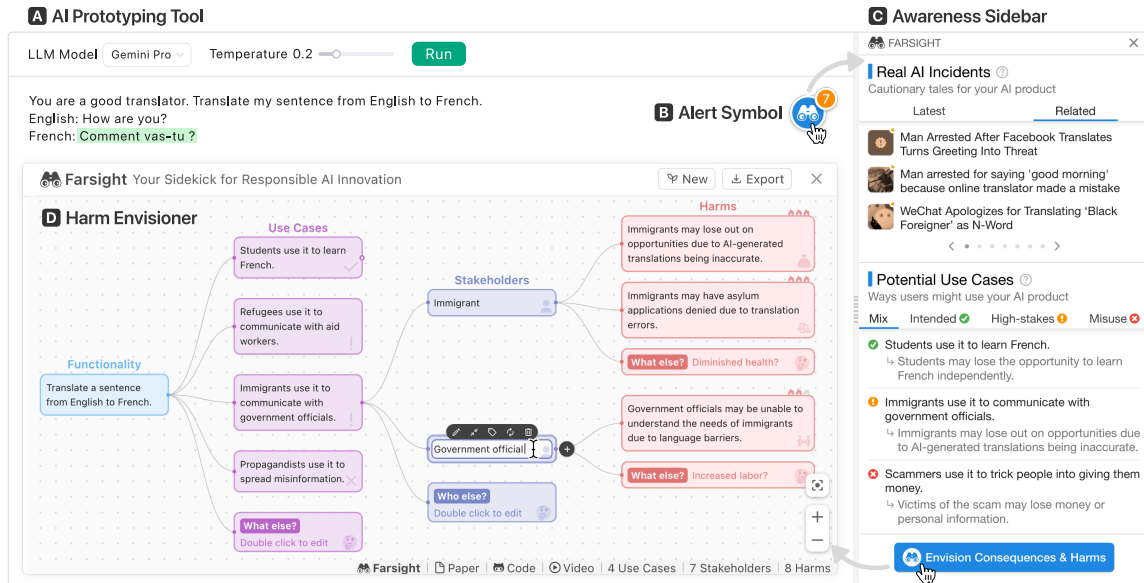 A AI Prototyping Tool
LLM Model Gemini Pro Temperature 0.2 Run
You are a good translator. Translate my sentence from English to French.
English: How are you?
French: Comment vas-tu ?
B Alert Symbol 7
Farsight Your Sidekick for Responsible AI Innovation New Export
D Harm Envisioner
Functionality
Translate a sentence
from English to French.
Use Cases
Students use it to learn
French.
Refugees use it to
communicate with aid
workers.
Immigrants use it to
communicate with
government officials.
Propagandists use it to
spread misinformation.
What else?
Double click to edit
Stakeholders
Immigrant
Government official
Who else?
Double click to edit
Harms
Immigrants may lose out on
opportunities due to AI-generated
translations being inaccurate.
Immigrants may have asylum
applications denied due to translation
errors.
What else? Diminished health?
Government officials may be unable to
understand the needs of immigrants
due to language barriers.
What else? Increased labor?
Farsight Paper Code Video 4 Use Cases 7 Stakeholders 8 Harms
C Awareness Sidebar
FARSIGHT
Real AI Incidents
Cautionary tales for your AI product
Latest Related
Man Arrested After Facebook Translates
Turns Greeting Into Threat
Man arrested for saying 'good morning'
because online translator made a mistake
WeChat Apologizes for Translating ‘Black
Foreigner’ as N-Word
Potential Use Cases
Ways users might use your AI product
Mix Intended High-stakes Misuse
Students use it to learn French.
Students may lose the opportunity to learn
French independently.
Immigrants use it to communicate with
government officials.
Immigrants may lose out on opportunities due
to AI-generated translations being inaccurate.
Scammers use it to trick people into giving them
money.
Victims of the scam may lose money or
personal information.
Envision Consequences & Harms